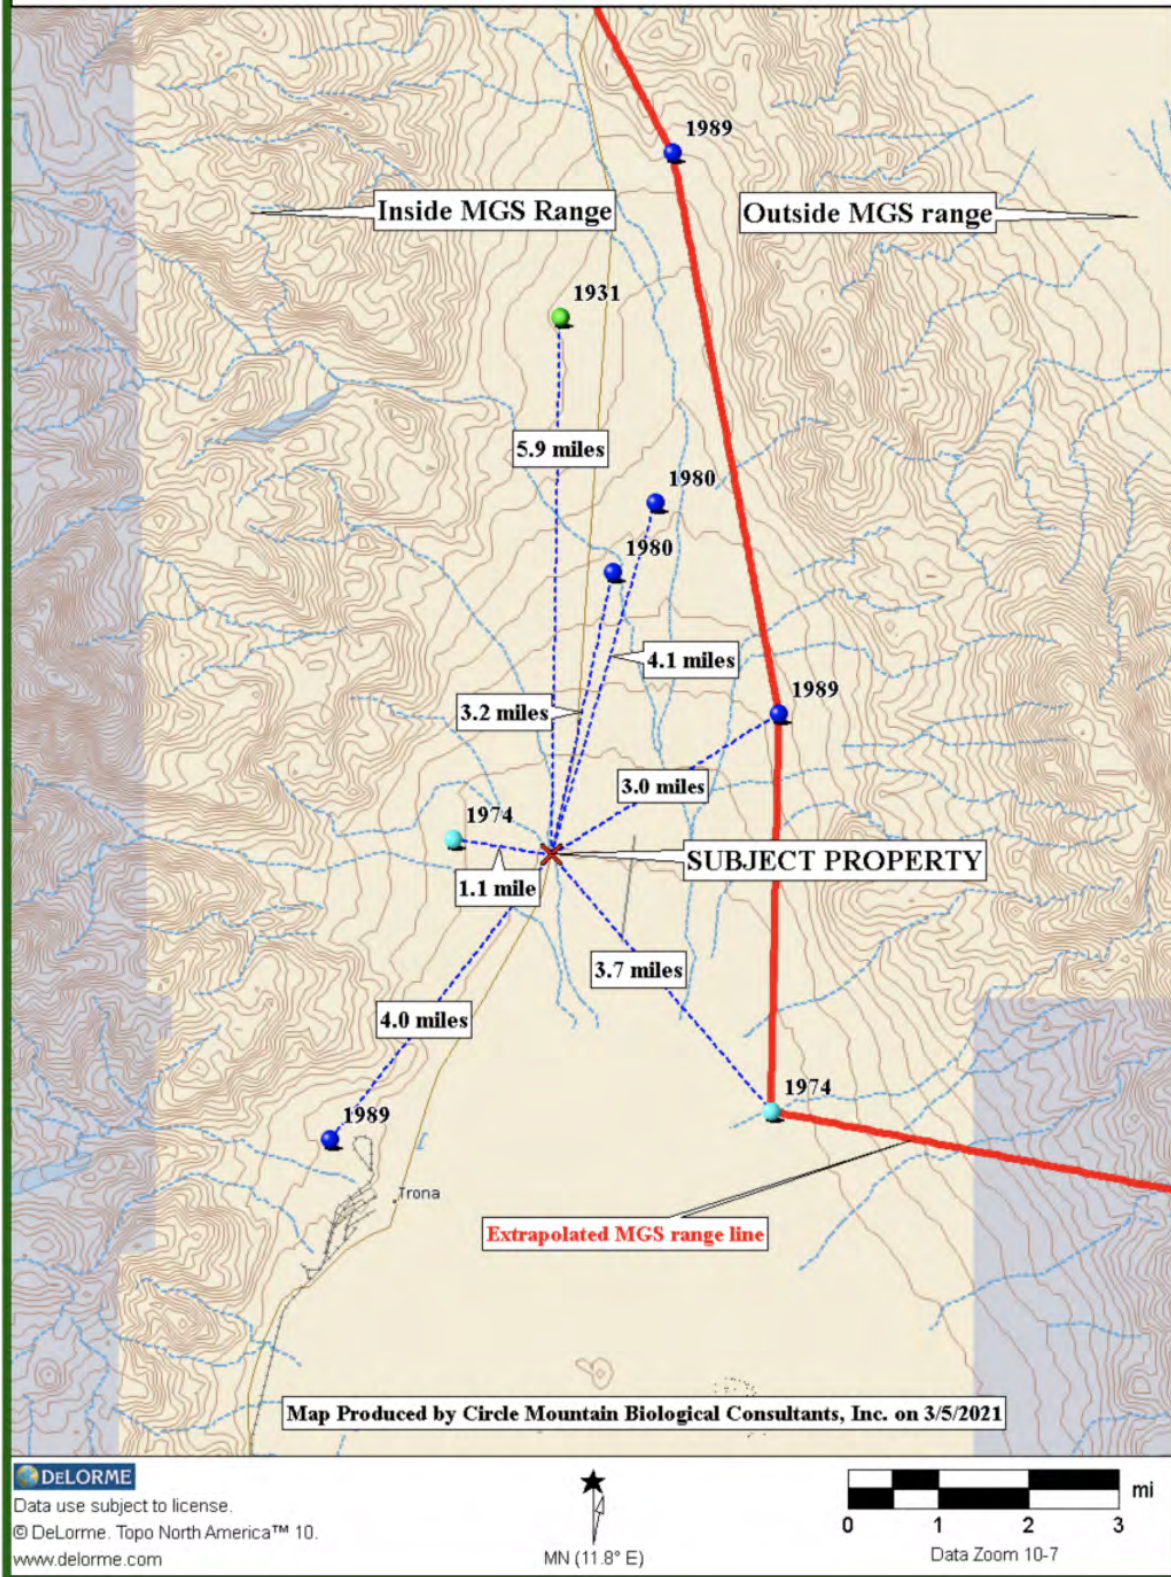 1989
Inside MGS Range
Outside MGS range
1931
5.9 miles
1980
1980
4.1 miles
3.2 miles
1989
3.0 miles
1974
SUBJECT PROPERTY
1.1 mile
3.7 miles
4.0 miles
1974
1989
Trona
Extrapolated MGS range line
Map Produced by Circle Mountain Biological Consultants, Inc. on 3/5/2021
DELORME
Data use subject to license.
© DeLorme. Topo North America™ 10.
www.delorme.com
MN (11.8° E)
mi
0 1 2 3
Data Zoom 10-7